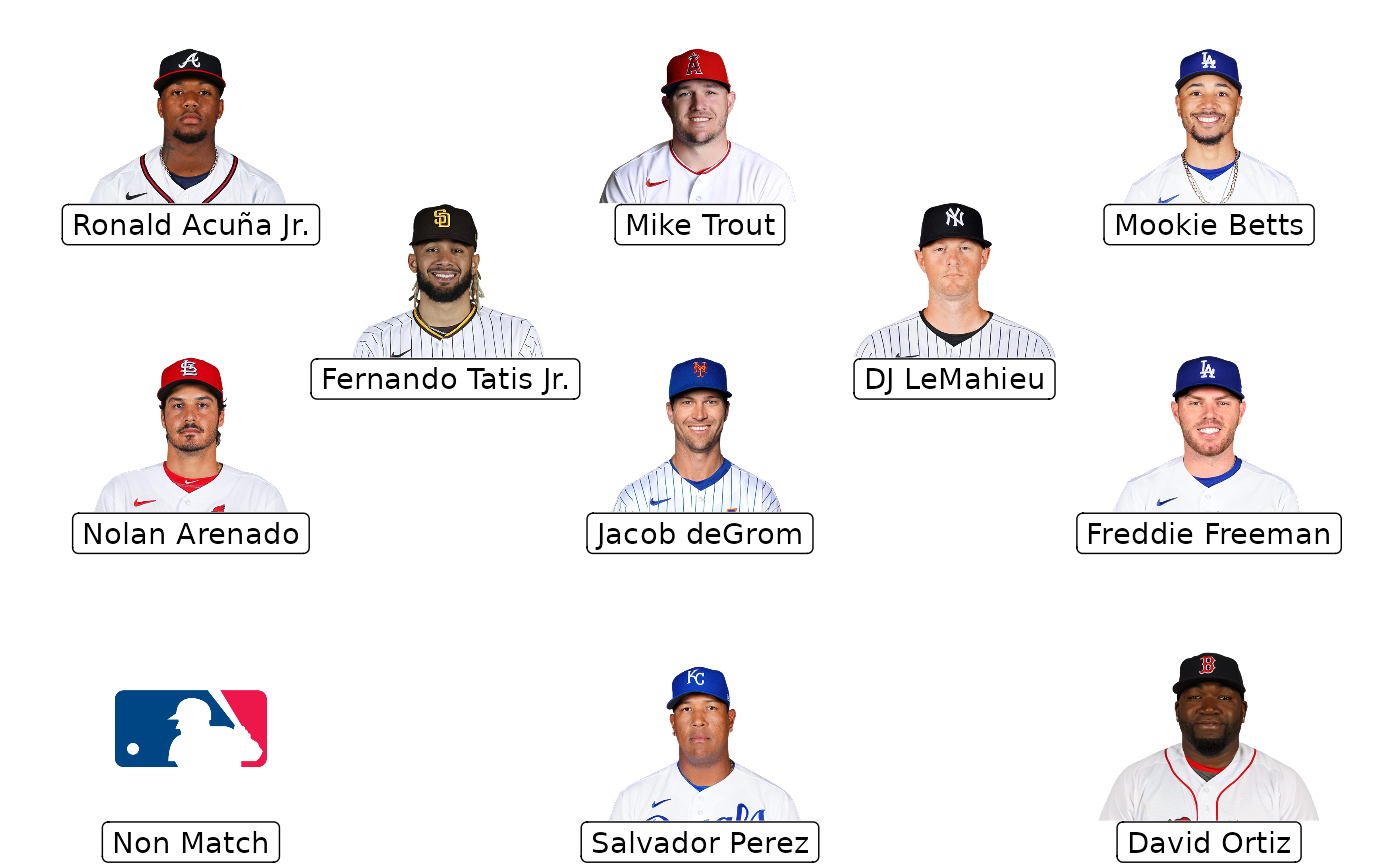 Ronald Acuña Jr.
Mike Trout
Mookie Betts
Fernando Tatis Jr.
DJ LeMahieu
Nolan Arenado
Jacob deGrom
Freddie Freeman
Non Match
Salvador Perez
David Ortiz